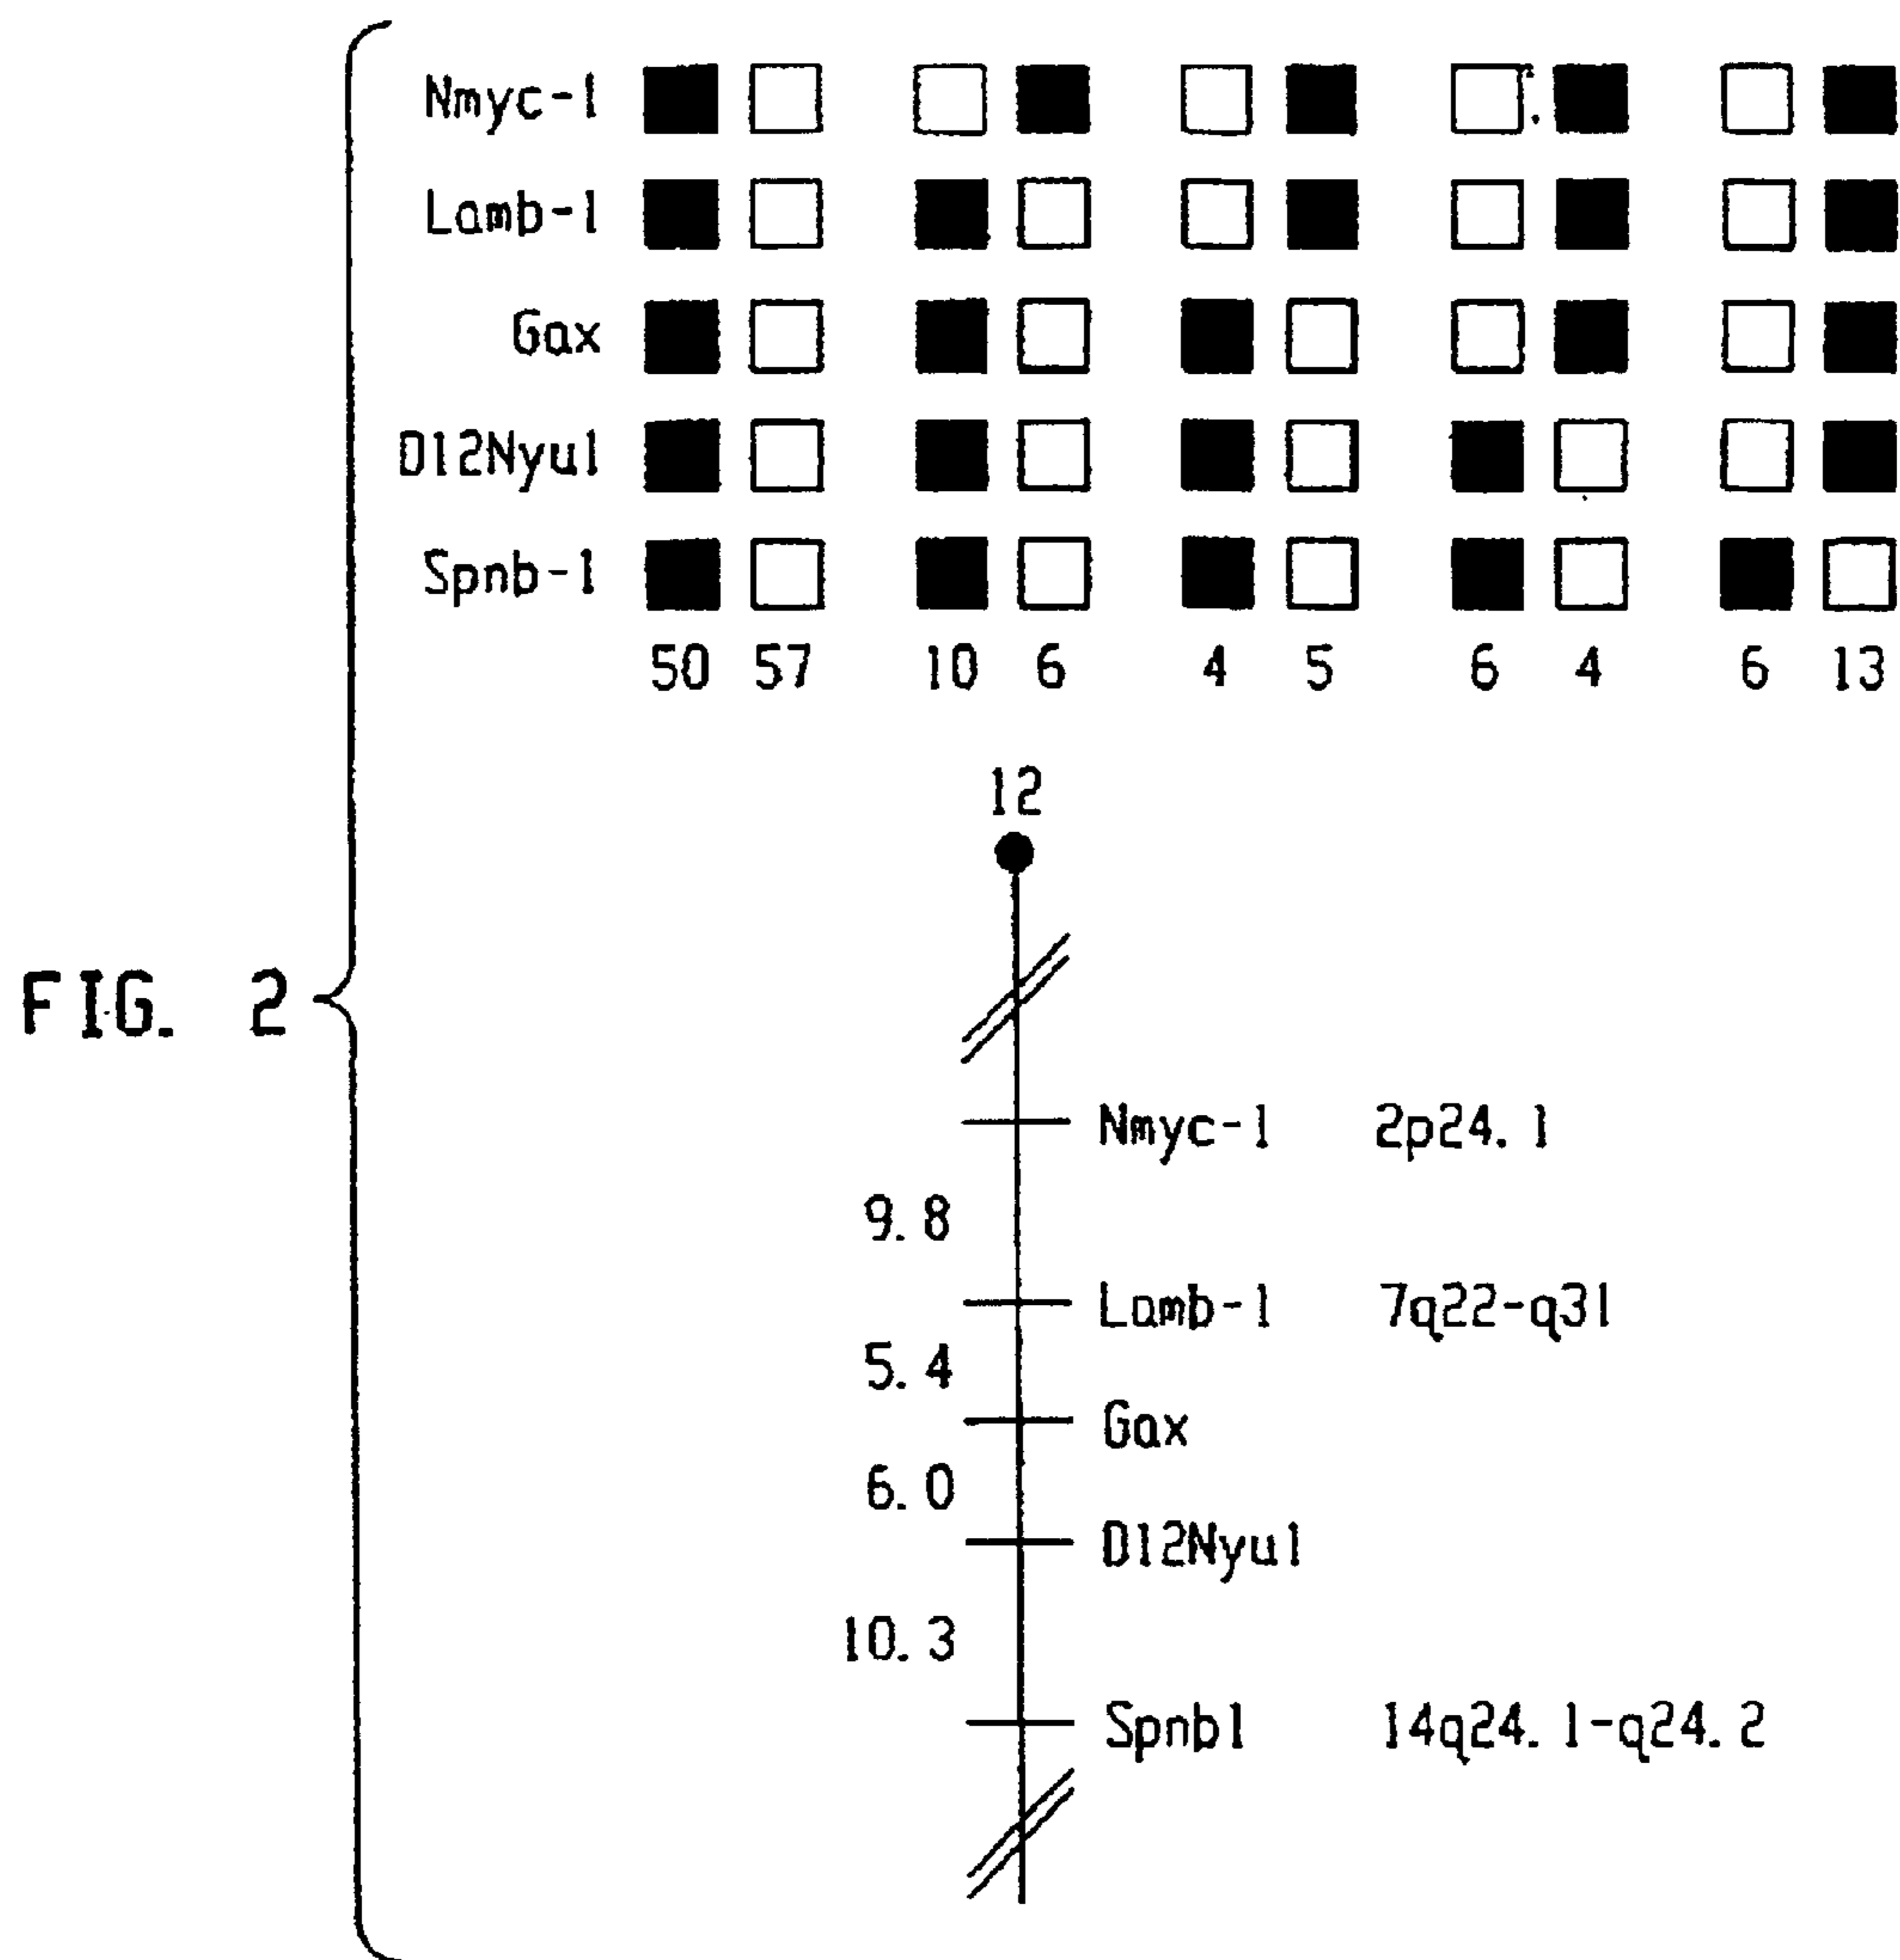 Nmyc-1
Lamb-1
Gax
D12Nyu1
Spnb-1
50 57 10 6 4 5 6 4 6 13
12
FIG. 2
Nmyc-1 2p24.1
9.8
Lamb-1 7q22-q31
5.4
Gax
6.0
D12Nyu1
10.3
Spnb1 14q24.1-q24.2